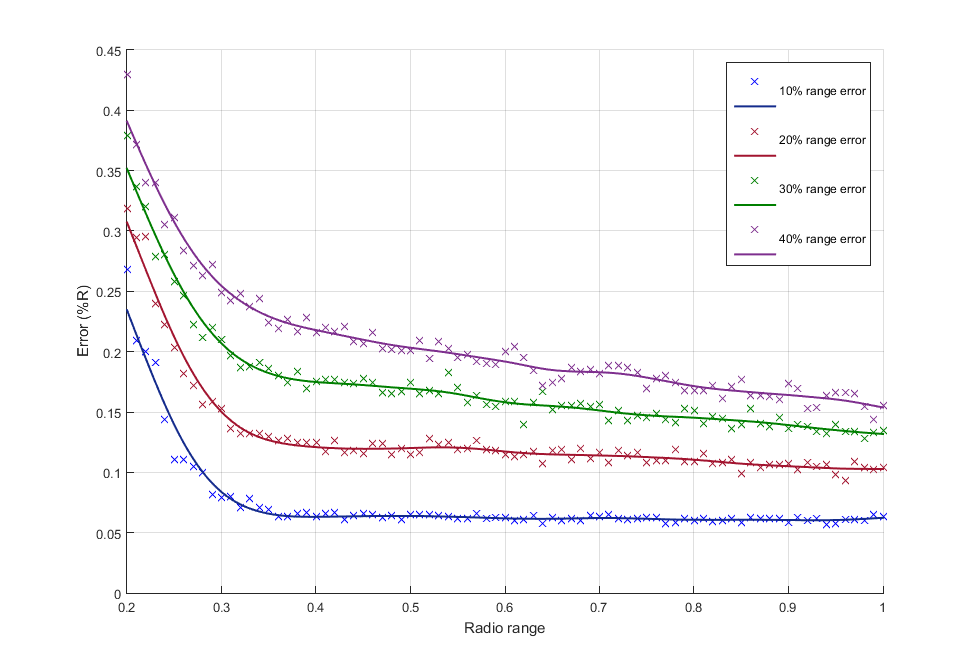 0.45
0.4
0.35
0.3
0.25
0.2
0.15
0.1
0.05
0
Error (%R)
10% range error
20% range error
30% range error
40% range error
0.2 0.3 0.4 0.5 0.6 0.7 0.8 0.9 1
Radio range